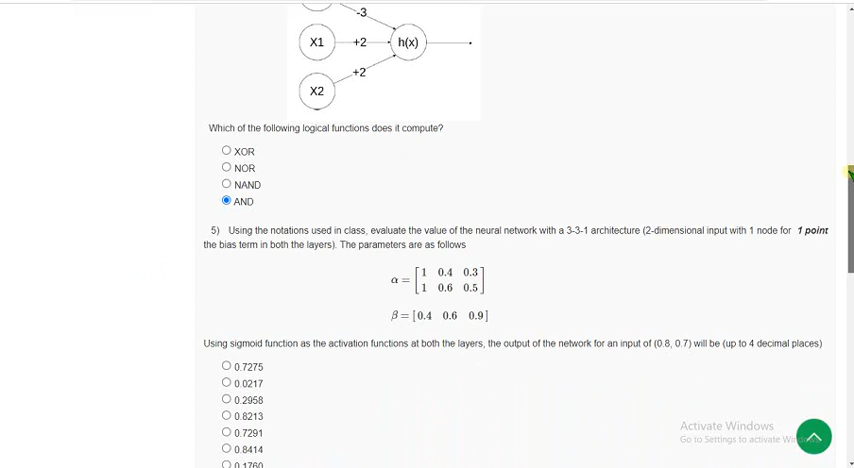 -3
X1 +2 h(x)
+2
X2
Which of the following logical functions does it compute?
XOR
NOR
NAND
AND
5) Using the notations used in class, evaluate the value of the neural network with a 3-3-1 architecture (2-dimensional input with 1 node for 1 point
the bias term in both the layers). The parameters are as follows
α = [1 0.4 0.3
1 0.6 0.5]
β = [0.4 0.6 0.9]
Using sigmoid function as the activation functions at both the layers, the output of the network for an input of (0.8, 0.7) will be (up to 4 decimal places)
0.7275
0.0217
0.2958
0.8213
0.7291
0.8414
0.1760
Activate Windows
Go to Settings to activate